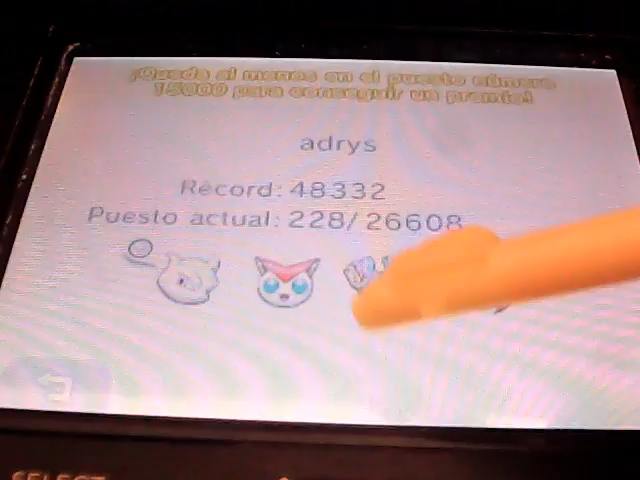 ¡Queda al menos en el puesto número
15000 para conseguir un premio!
adrys
Récord: 48332
Puesto actual: 228/26608
SELECT